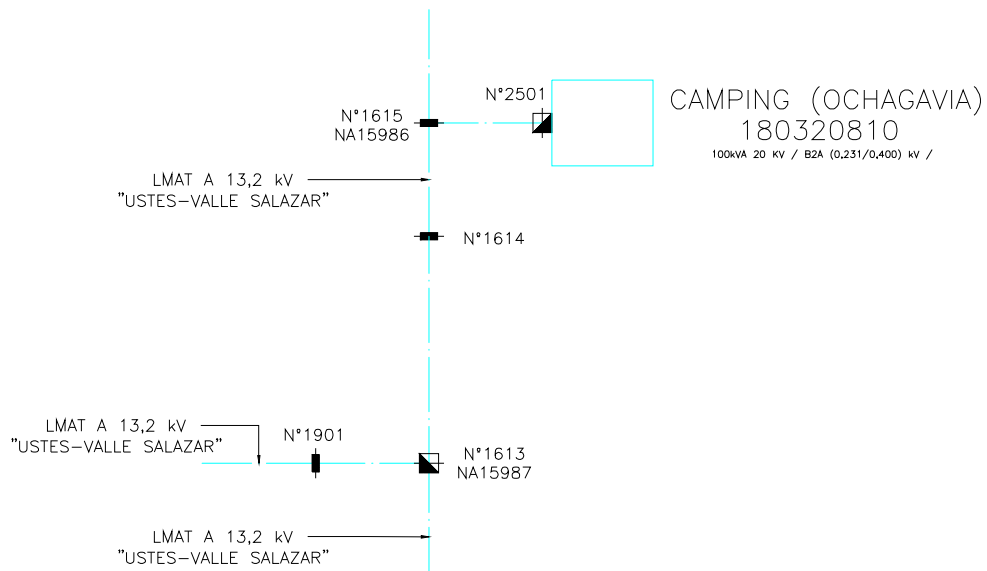 N°2501
CAMPING (OCHAGAVIA)
180320810
100kVA 20 KV / B2A (0,231/0,400) kV /
N°1615
NA15986
LMAT A 13,2 kV
"USTES-VALLE SALAZAR"
N°1614
LMAT A 13,2 kV
"USTES-VALLE SALAZAR"
N°1901
N°1613
NA15987
LMAT A 13,2 kV
"USTES-VALLE SALAZAR"